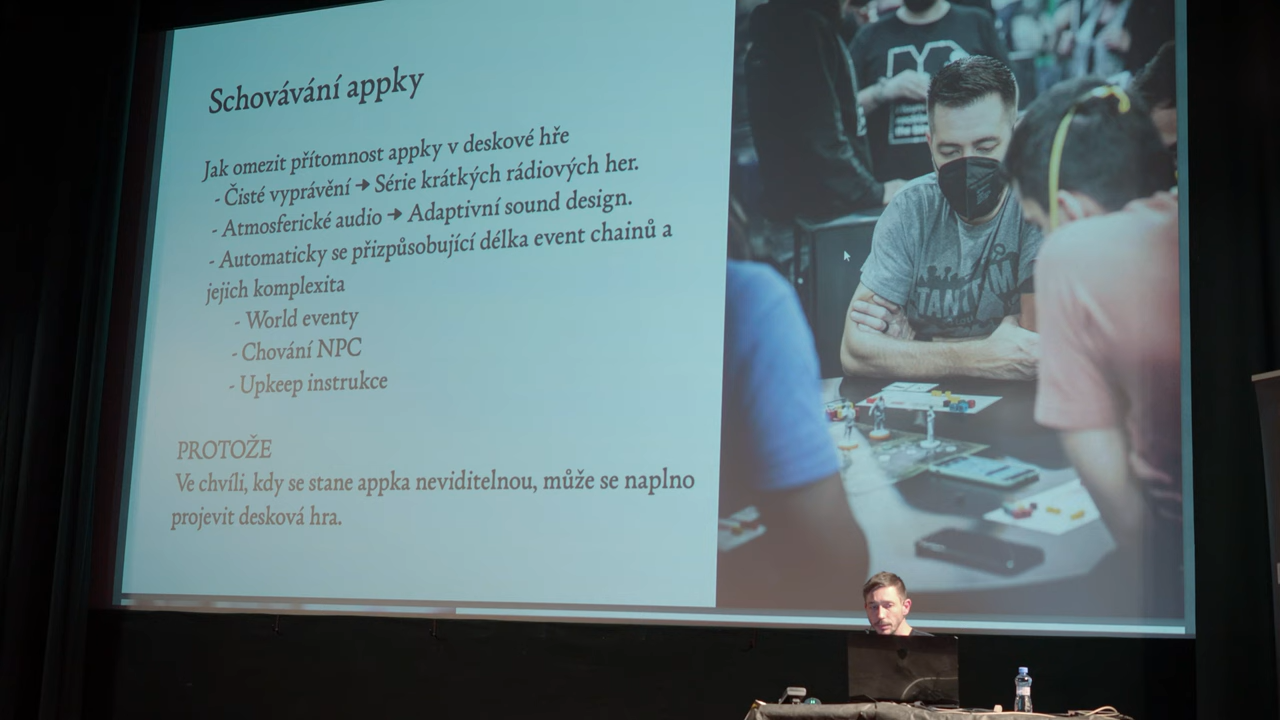 Schovávání appky
Jak omezit přítomnost appky v deskové hře
- Čisté vyprávění → Série krátkých rádiových her.
- Atmosferické audio → Adaptivní sound design.
- Automaticky se přizpůsobující délka event chainů a
jejich komplexita
- World eventy
- Chování NPC
- Upkeep instrukce
PROTOŽE
Ve chvíli, kdy se stane appka neviditelnou, může se naplno
projevit desková hra.